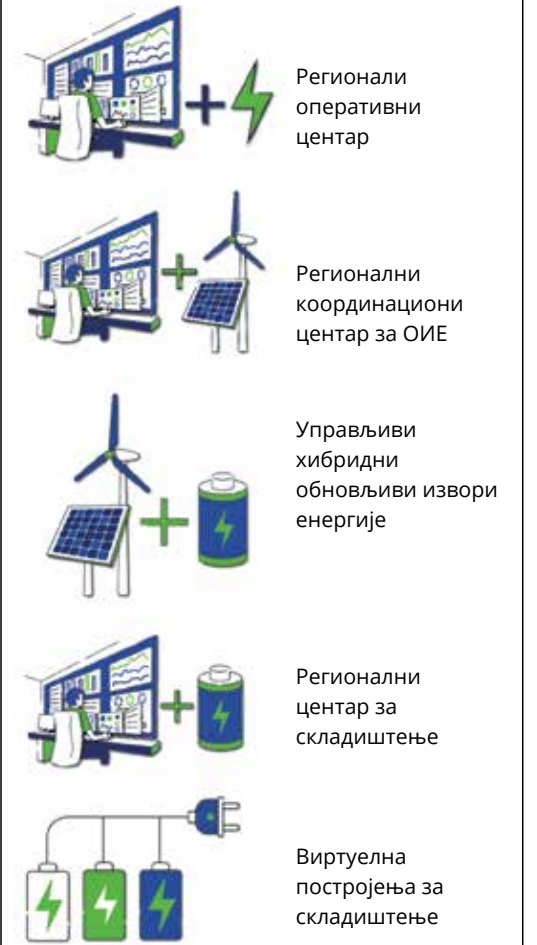 Регионали
оперативни
центар
Регионални
координациони
центар за ОИЕ
Управљиви
хибридни
обновљиви извори
енергије
Регионални
центар за
складиштење
Виртуелна
постројења за
складиштење